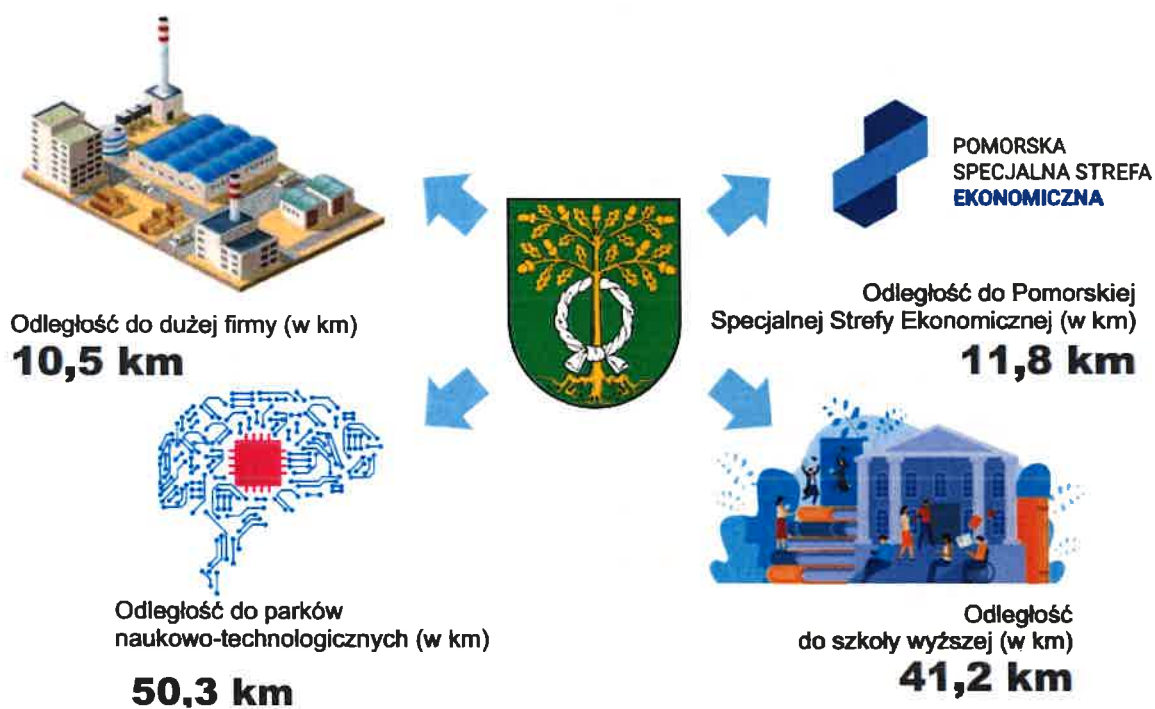 POMORSKA
SPECJALNA STREFA
EKONOMICZNA
Odległość do dużej firmy (w km)
10,5 km
Odległość do Pomorskiej
Specjalnej Strefy Ekonomicznej (w km)
11,8 km
Odległość do parków
naukowo-technologicznych (w km)
50,3 km
Odległość
do szkoły wyższej (w km)
41,2 km